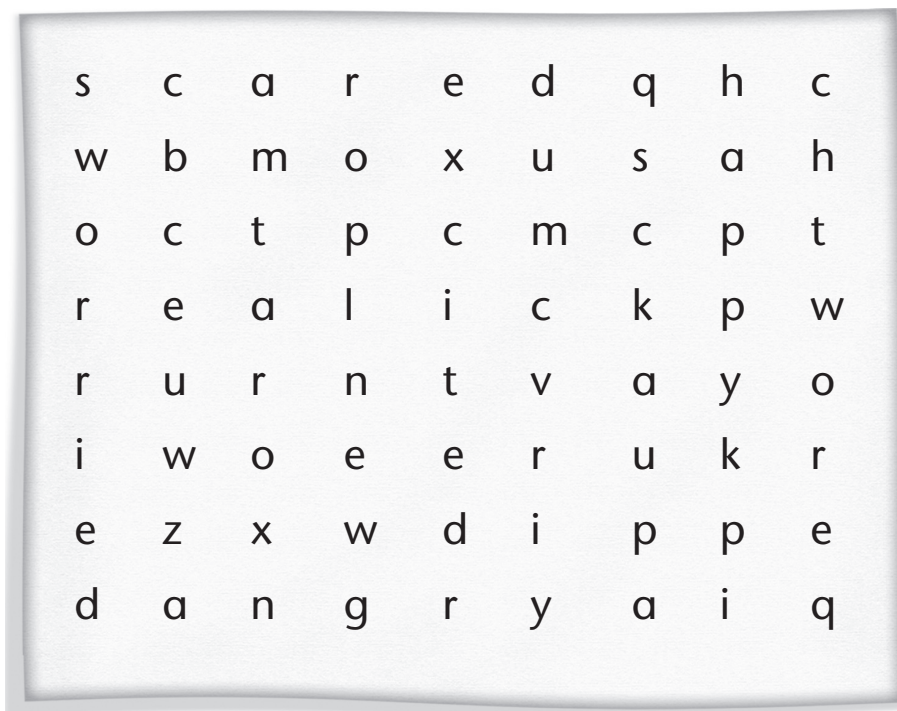 s c a r e d q h c
w b m o x u s a h
o c t p c m c p t
r e a l i c k p w
r u r n t v a y o
i w o e e r u k r
e z x w d i p p e
d a n g r y a i q